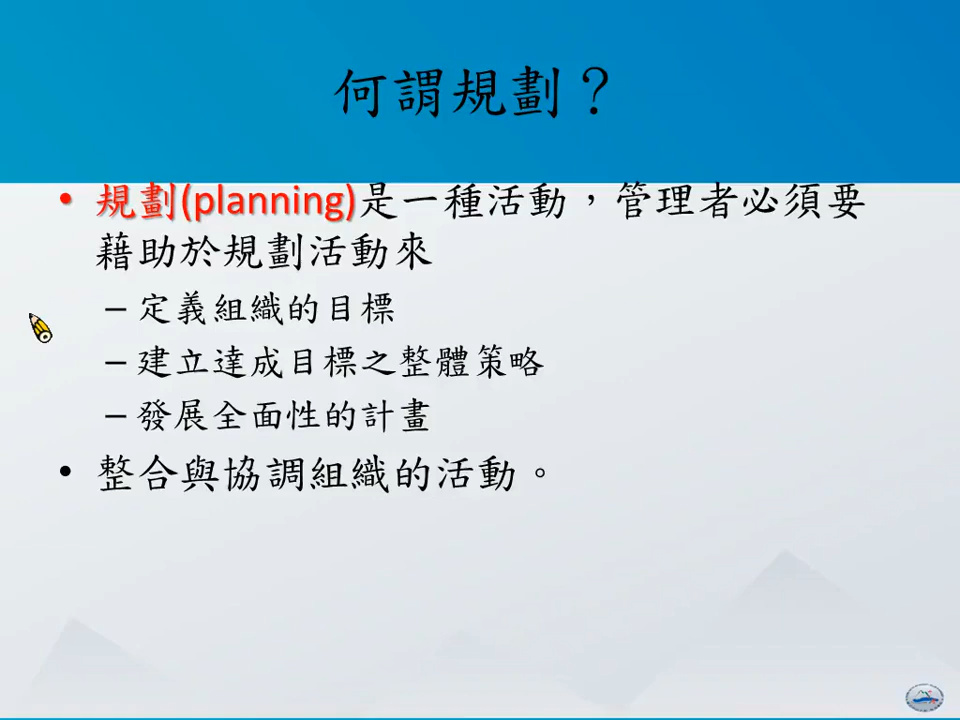 何謂規劃？
• 規劃(planning)是一種活動，管理者必須要
藉助於規劃活動來
– 定義組織的目標
– 建立達成目標之整體策略
– 發展全面性的計畫
• 整合與協調組織的活動。